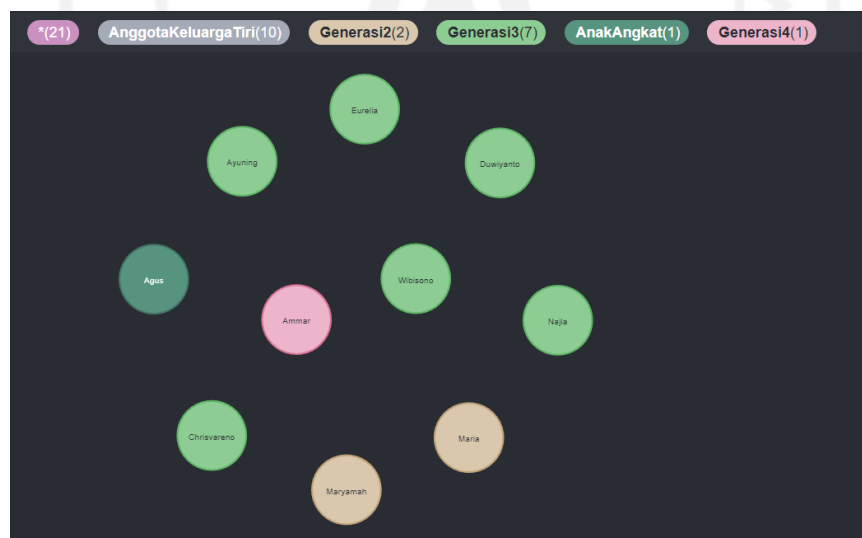 *(21) AnggotaKeluargaTiri(10) Generasi2(2) Generasi3(7) AnakAngkat(1) Generasi4(1)
Eurelia
Ayuning
Duwiyanto
Agus
Wibisono
Ammar
Najla
Chrisvareno
Maria
Maryamah